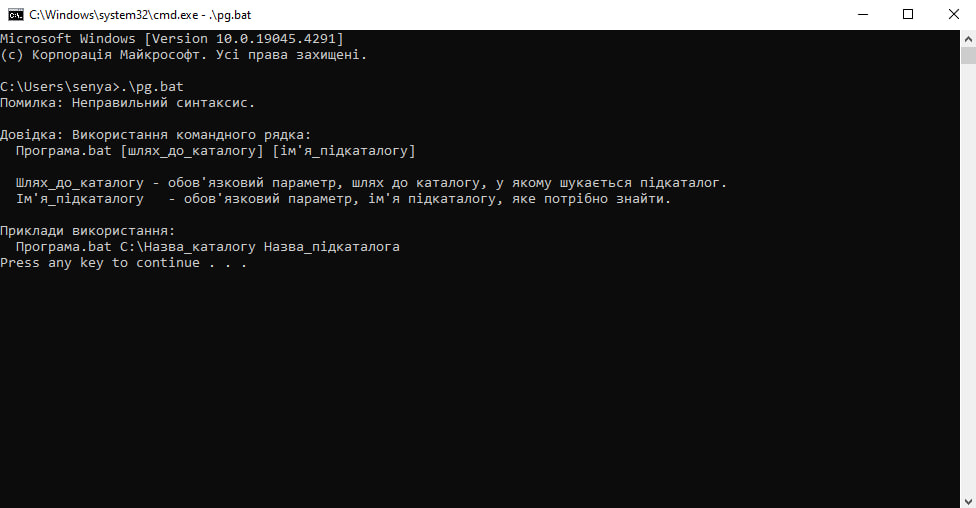 C:\Windows\system32\cmd.exe - .\pg.bat
Microsoft Windows [Version 10.0.19045.4291]
(c) Корпорація Майкрософт. Усі права захищені.
C:\Users\senya>.\pg.bat
Помилка: Неправильний синтаксис.
Довідка: Використання командного рядка:
Програма.bat [шлях_до_каталогу] [ім'я_підкаталогу]
Шлях_до_каталогу - обов'язковий параметр, шлях до каталогу, у якому шукається підкаталог.
Ім'я_підкаталогу   - обов'язковий параметр, ім'я підкаталогу, яке потрібно знайти.
Приклади використання:
Програма.bat C:\Назва_каталогу Назва_підкаталога
Press any key to continue . . .